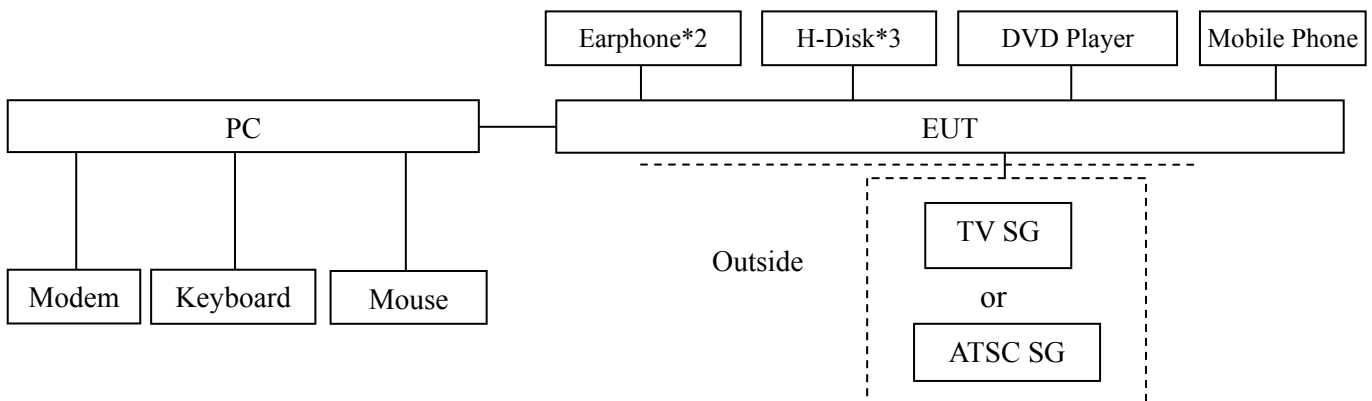 Earphone*2
H-Disk*3
DVD Player
Mobile Phone
PC
EUT
TV SG
Outside
Modem
Keyboard
Mouse
or
ATSC SG